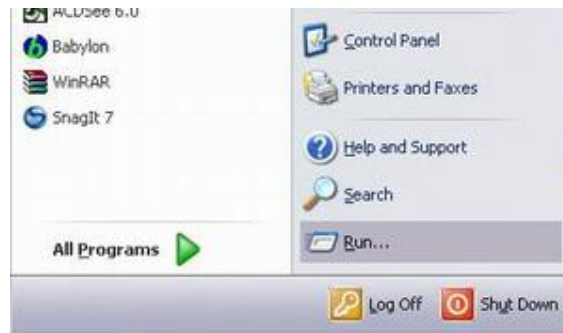 ACDSee 6.0
Babylon
WinRAR
SnagIt 7
All Programs
Control Panel
Printers and Faxes
Help and Support
Search
Run...
Log Off
Shut Down